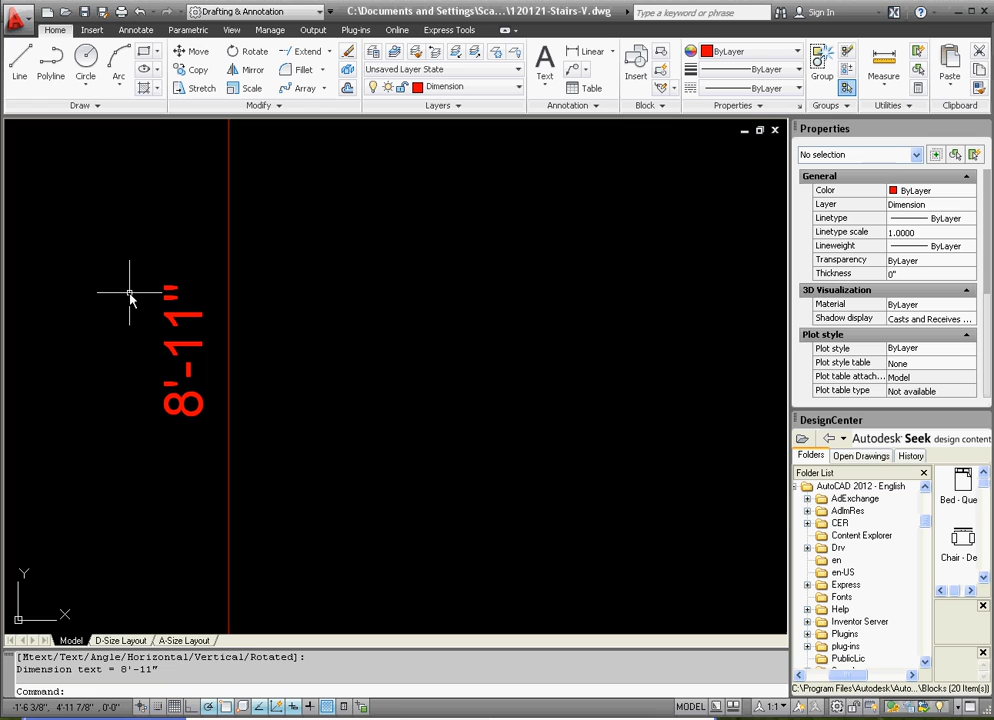 Drafting & Annotation
C:\Documents and Settings\Sca... \120121-Stairs-V.dwg
Type a keyword or phrase
Sign In
Home Insert Annotate Parametric View Manage Output Plug-ins Online Express Tools
Line Polyline Circle Arc
Move Rotate Extend
Copy Mirror Fillet
Stretch Scale Array
Unsaved Layer State
Dimension
A
Text
Linear
Table
Insert
ByLayer
ByLayer
ByLayer
Group
Measure
Paste
Draw Modify Layers Annotation Block Properties Groups Utilities Clipboard
8'-11"
Y
X
Properties
No selection
General
Color ByLayer
Layer Dimension
Linetype ByLayer
Linetype scale 1.0000
Lineweight ByLayer
Transparency ByLayer
Thickness 0"
3D Visualization
Material ByLayer
Shadow display Casts and Receives ...
Plot style
Plot style ByLayer
Plot style table None
Plot table attach... Model
Plot table type Not available
DesignCenter
Autodesk Seek design content
Folders Open Drawings History
Folder List
AutoCAD 2012 - English
AdExchange
AdlmRes
CER
Content Explorer
Drv
en
en-US
Express
Fonts
Help
Inventor Server
Plugins
plug-ins
PublicLic
Bed - Que
Chair - De
C:\Program Files\Autodesk\Auto...\Blocks (20 Item(s))
Model D-Size Layout A-Size Layout
[Mtext/Text/Angle/Horizontal/Vertical/Rotated]:
Dimension text = 8'-11"
Command:
-1'-6 3/8", 4'-11 7/8" ,0'-0"
MODEL
1:1